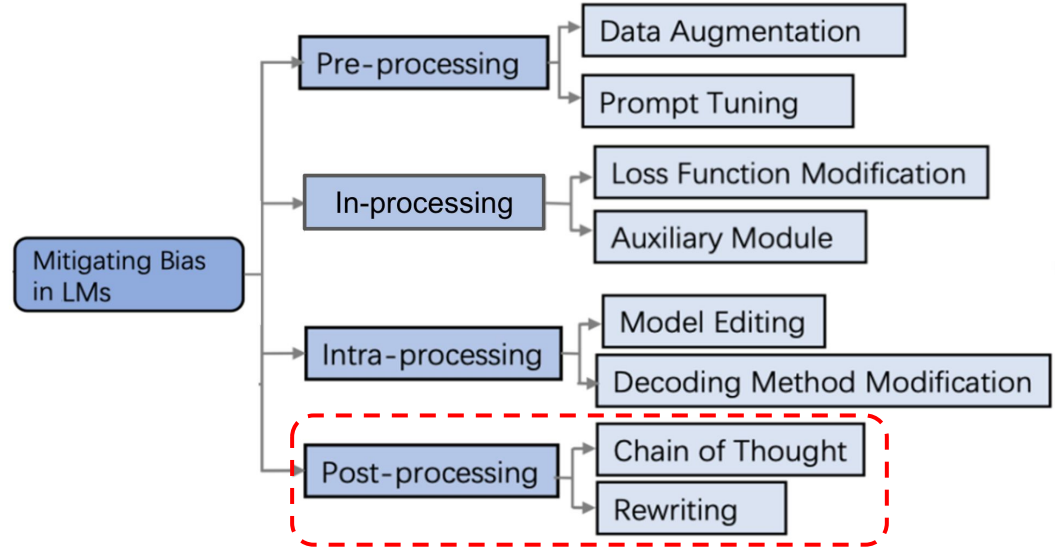 Mitigating Bias
in LMs
Pre-processing
Data Augmentation
Prompt Tuning
In-processing
Loss Function Modification
Auxiliary Module
Intra-processing
Model Editing
Decoding Method Modification
Post-processing
Chain of Thought
Rewriting